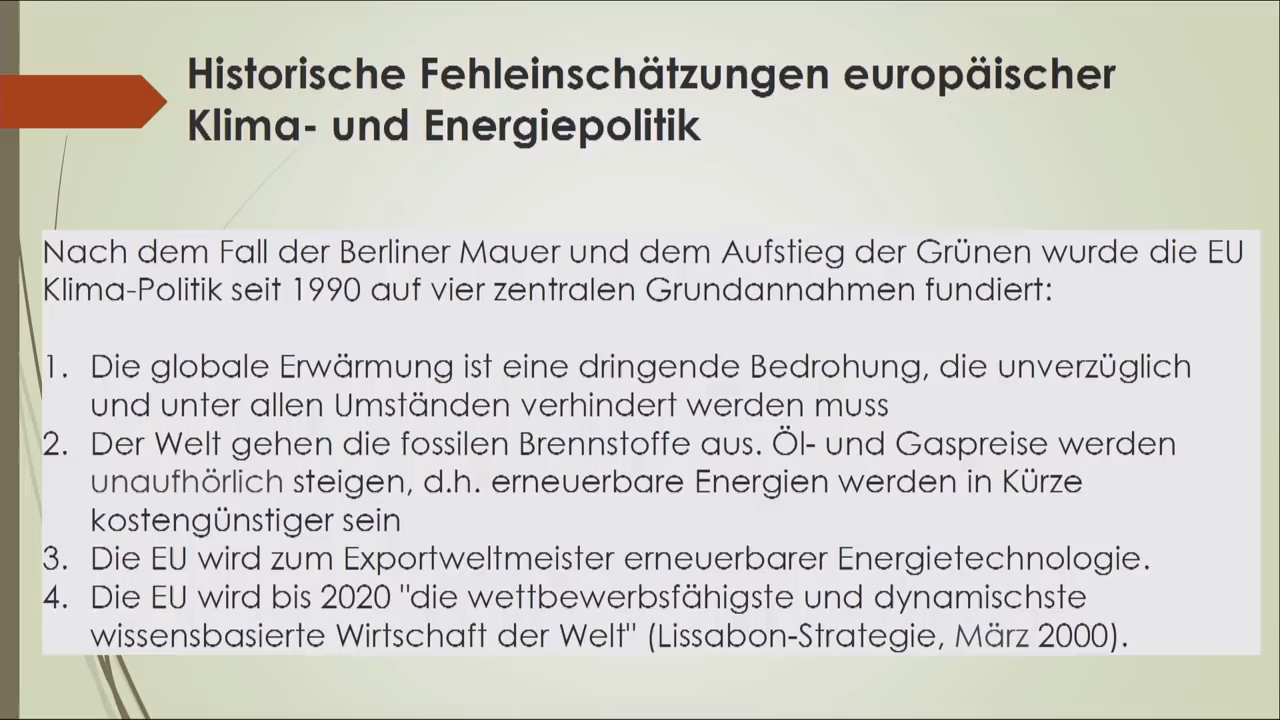 Historische Fehleinschätzungen europäischer
Klima- und Energiepolitik
Nach dem Fall der Berliner Mauer und dem Aufstieg der Grünen wurde die EU
Klima-Politik seit 1990 auf vier zentralen Grundannahmen fundiert:
1. Die globale Erwärmung ist eine dringende Bedrohung, die unverzüglich
und unter allen Umständen verhindert werden muss
2. Der Welt gehen die fossilen Brennstoffe aus. Öl- und Gaspreise werden
unaufhörlich steigen, d.h. erneuerbare Energien werden in Kürze
kostengünstiger sein
3. Die EU wird zum Exportweltmeister erneuerbarer Energietechnologie.
4. Die EU wird bis 2020 "die wettbewerbsfähigste und dynamischste
wissensbasierte Wirtschaft der Welt" (Lissabon-Strategie, März 2000).